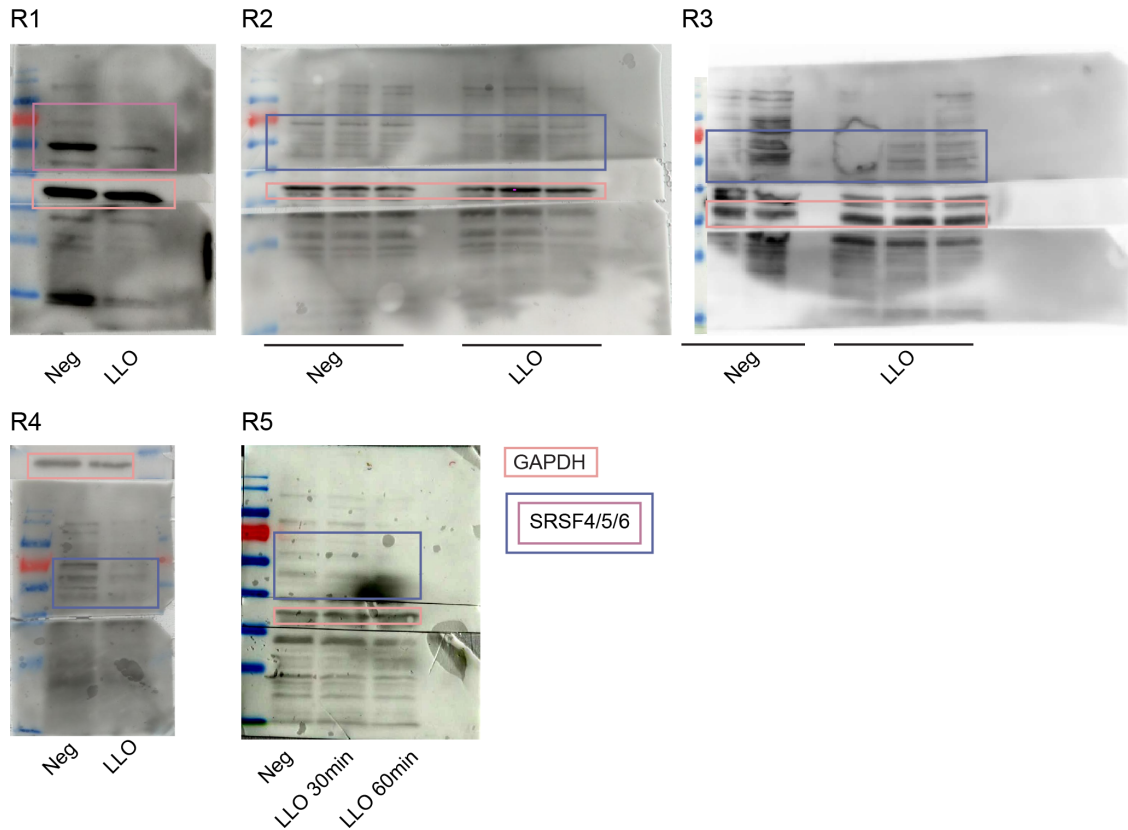 R1
R2
R3
Neg
LLO
Neg
LLO
Neg
LLO
R4
R5
GAPDH
SRSF4/5/6
Neg
LLO
Neg
LLO 30min
LLO 60min